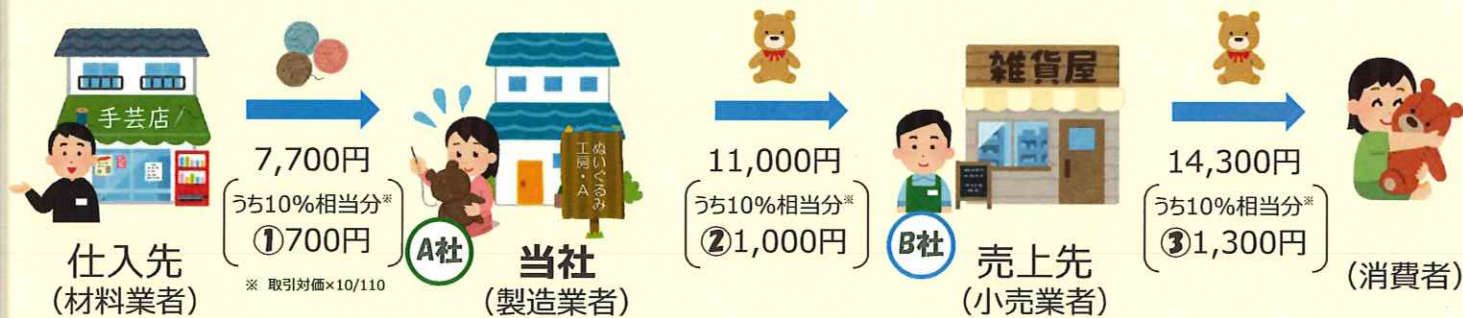 手芸店
7,700円
うち10%相当分※
①700円
※ 取引対価×10/110
仕入先
(材料業者)
ぬいぐるみ
工房・A
A社
当社
(製造業者)
11,000円
うち10%相当分※
②1,000円
雑貨屋
B社
売上先
(小売業者)
14,300円
うち10%相当分※
③1,300円
(消費者)